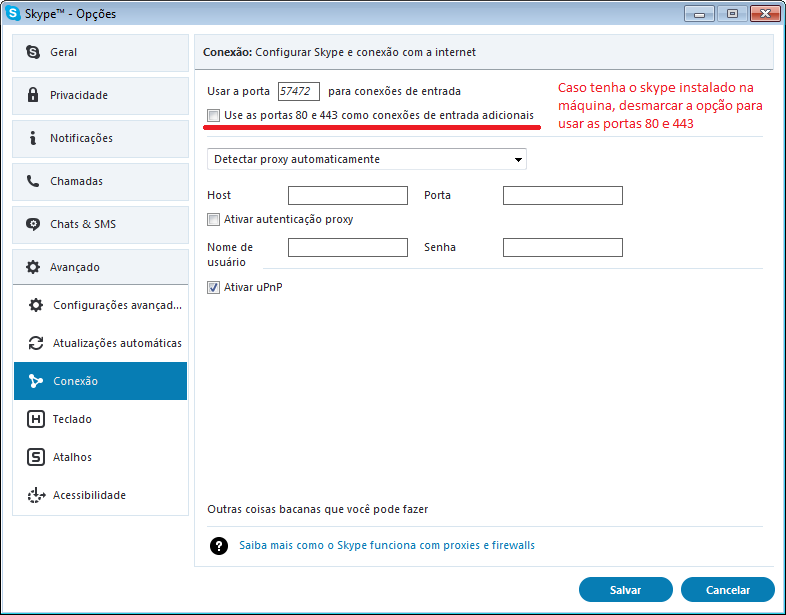 Skype™ - Opções
Geral
Privacidade
Notificações
Chamadas
Chats & SMS
Avançado
Configurações avançad...
Atualizações automáticas
Conexão
Teclado
Atalhos
Acessibilidade
Conexão: Configurar Skype e conexão com a internet
Usar a porta 57472 para conexões de entrada
Use as portas 80 e 443 como conexões de entrada adicionais
Caso tenha o skype instalado na
máquina, desmarcar a opção para
usar as portas 80 e 443
Detectar proxy automaticamente
Host Porta
Ativar autenticação proxy
Nome de
usuário
Senha
Ativar uPnP
Outras coisas bacanas que você pode fazer
Saiba mais como o Skype funciona com proxies e firewalls
Salvar Cancelar